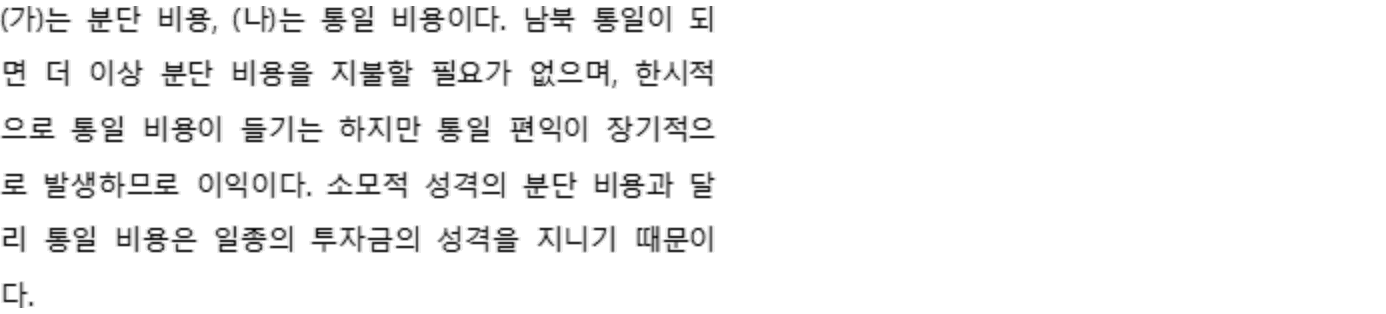 (가)는 분단 비용, (나)는 통일 비용이다. 남북 통일이 되
면 더 이상 분단 비용을 지불할 필요가 없으며, 한시적
으로 통일 비용이 들기는 하지만 통일 편익이 장기적으
로 발생하므로 이익이다. 소모적 성격의 분단 비용과 달
리 통일 비용은 일종의 투자금의 성격을 지니기 때문이
다.